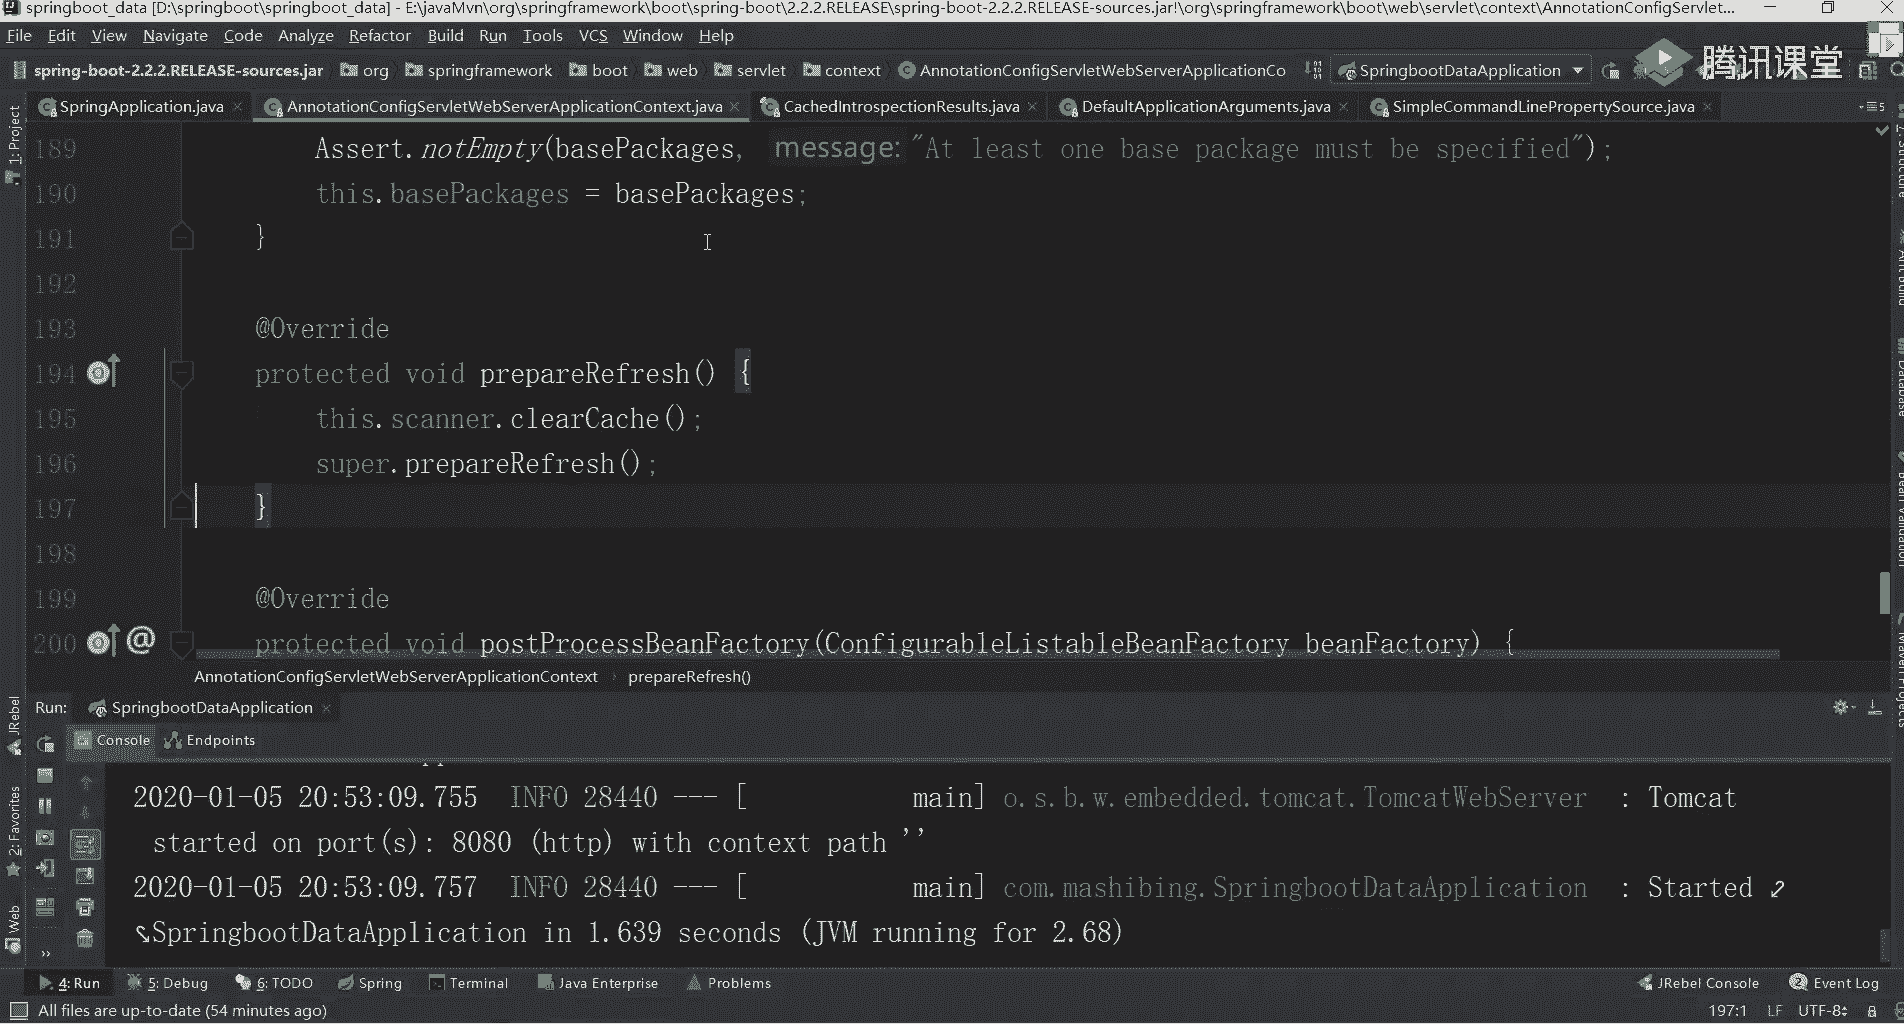 springboot_data [D:\springboot\springboot_data] - E:\javaMvn\org\springframework\boot\spring-boot\2.2.2.RELEASE\spring-boot-2.2.2.RELEASE-sources.jar!\org\springframework\boot\web\servlet\context\AnnotationConfigServlet...
File Edit View Navigate Code Analyze Refactor Build Run Tools VCS Window Help
腾讯课堂
spring-boot-2.2.2.RELEASE-sources.jar org springframework boot web servlet context AnnotationConfigServletWebServerApplicationCo SpringbootDataApplication
SpringApplication.java AnnotationConfigServletWebServerApplicationContext.java CachedIntrospectionResults.java DefaultApplicationArguments.java SimpleCommandLinePropertySource.java 5
1: Project
189 Assert.notEmpty(basePackages, message: "At least one base package must be specified");
190 this.basePackages = basePackages;
191 }
192
193 @Override
194 protected void prepareRefresh() {
195 this.scanner.clearCache();
196 super.prepareRefresh();
197 }
198
199 @Override
200 @ protected void postProcessBeanFactory(ConfigurableListableBeanFactory beanFactory) {
AnnotationConfigServletWebServerApplicationContext prepareRefresh()
Database
Bean Validation
Maven Projects
JRebel
2: Favorites
Web
Run: SpringbootDataApplication
Console Endpoints
2020-01-05 20:53:09.755 INFO 28440 --- [ main] o.s.b.w.embedded.tomcat.TomcatWebServer : Tomcat
started on port(s): 8080 (http) with context path ''
2020-01-05 20:53:09.757 INFO 28440 --- [ main] com.mashibing.SpringbootDataApplication : Started
SpringbootDataApplication in 1.639 seconds (JVM running for 2.68)
4: Run 5: Debug 6: TODO Spring Terminal Java Enterprise Problems JRebel Console 2 Event Log
All files are up-to-date (54 minutes ago) 197:1 LF UTF-8